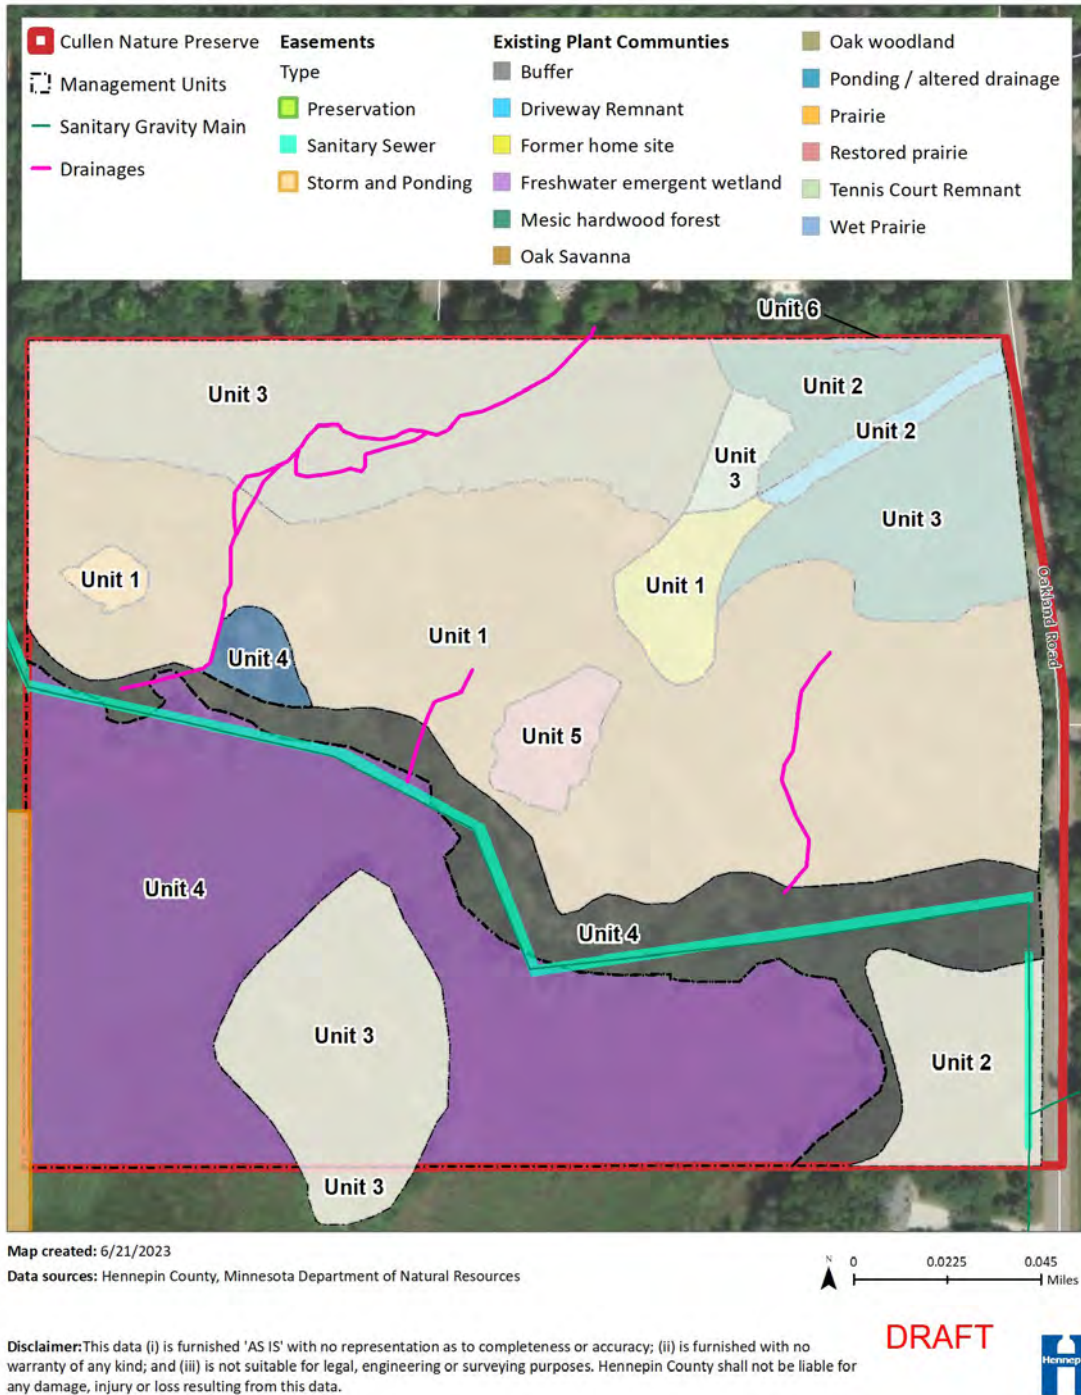 Cullen Nature Preserve
Management Units
Sanitary Gravity Main
Drainages
Easements
Type
Preservation
Sanitary Sewer
Storm and Ponding
Existing Plant Communties
Buffer
Driveway Remnant
Former home site
Freshwater emergent wetland
Mesic hardwood forest
Oak Savanna
Oak woodland
Ponding / altered drainage
Prairie
Restored prairie
Tennis Court Remnant
Wet Prairie
Unit 6
Unit 3
Unit 2
Unit 2
Unit
3
Unit 3
Unit 1
Unit 1
Oakland Road
Unit 1
Unit 4
Unit 5
Unit 4
Unit 4
Unit 3
Unit 2
Unit 3
Map created: 6/21/2023
Data sources: Hennepin County, Minnesota Department of Natural Resources
N
0 0.0225 0.045
Miles
Disclaimer:This data (i) is furnished 'AS IS' with no representation as to completeness or accuracy; (ii) is furnished with no
warranty of any kind; and (iii) is not suitable for legal, engineering or surveying purposes. Hennepin County shall not be liable for
any damage, injury or loss resulting from this data.
DRAFT
Hennep